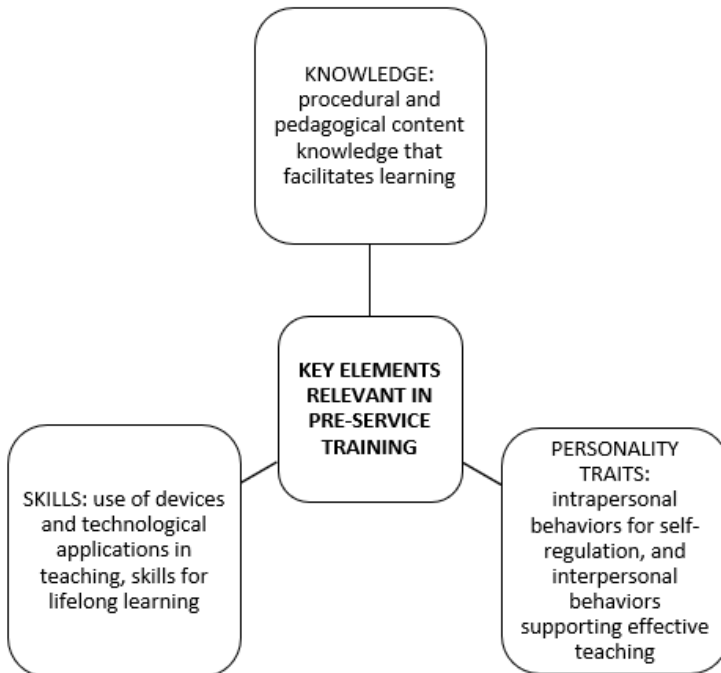 KNOWLEDGE:
procedural and
pedagogical content
knowledge that
facilitates learning
KEY ELEMENTS
RELEVANT IN
PRE-SERVICE
TRAINING
SKILLS: use of devices
and technological
applications in
teaching, skills for
lifelong learning
PERSONALITY
TRAITS:
intrapersonal
behaviors for self-
regulation, and
interpersonal
behaviors
supporting effective
teaching